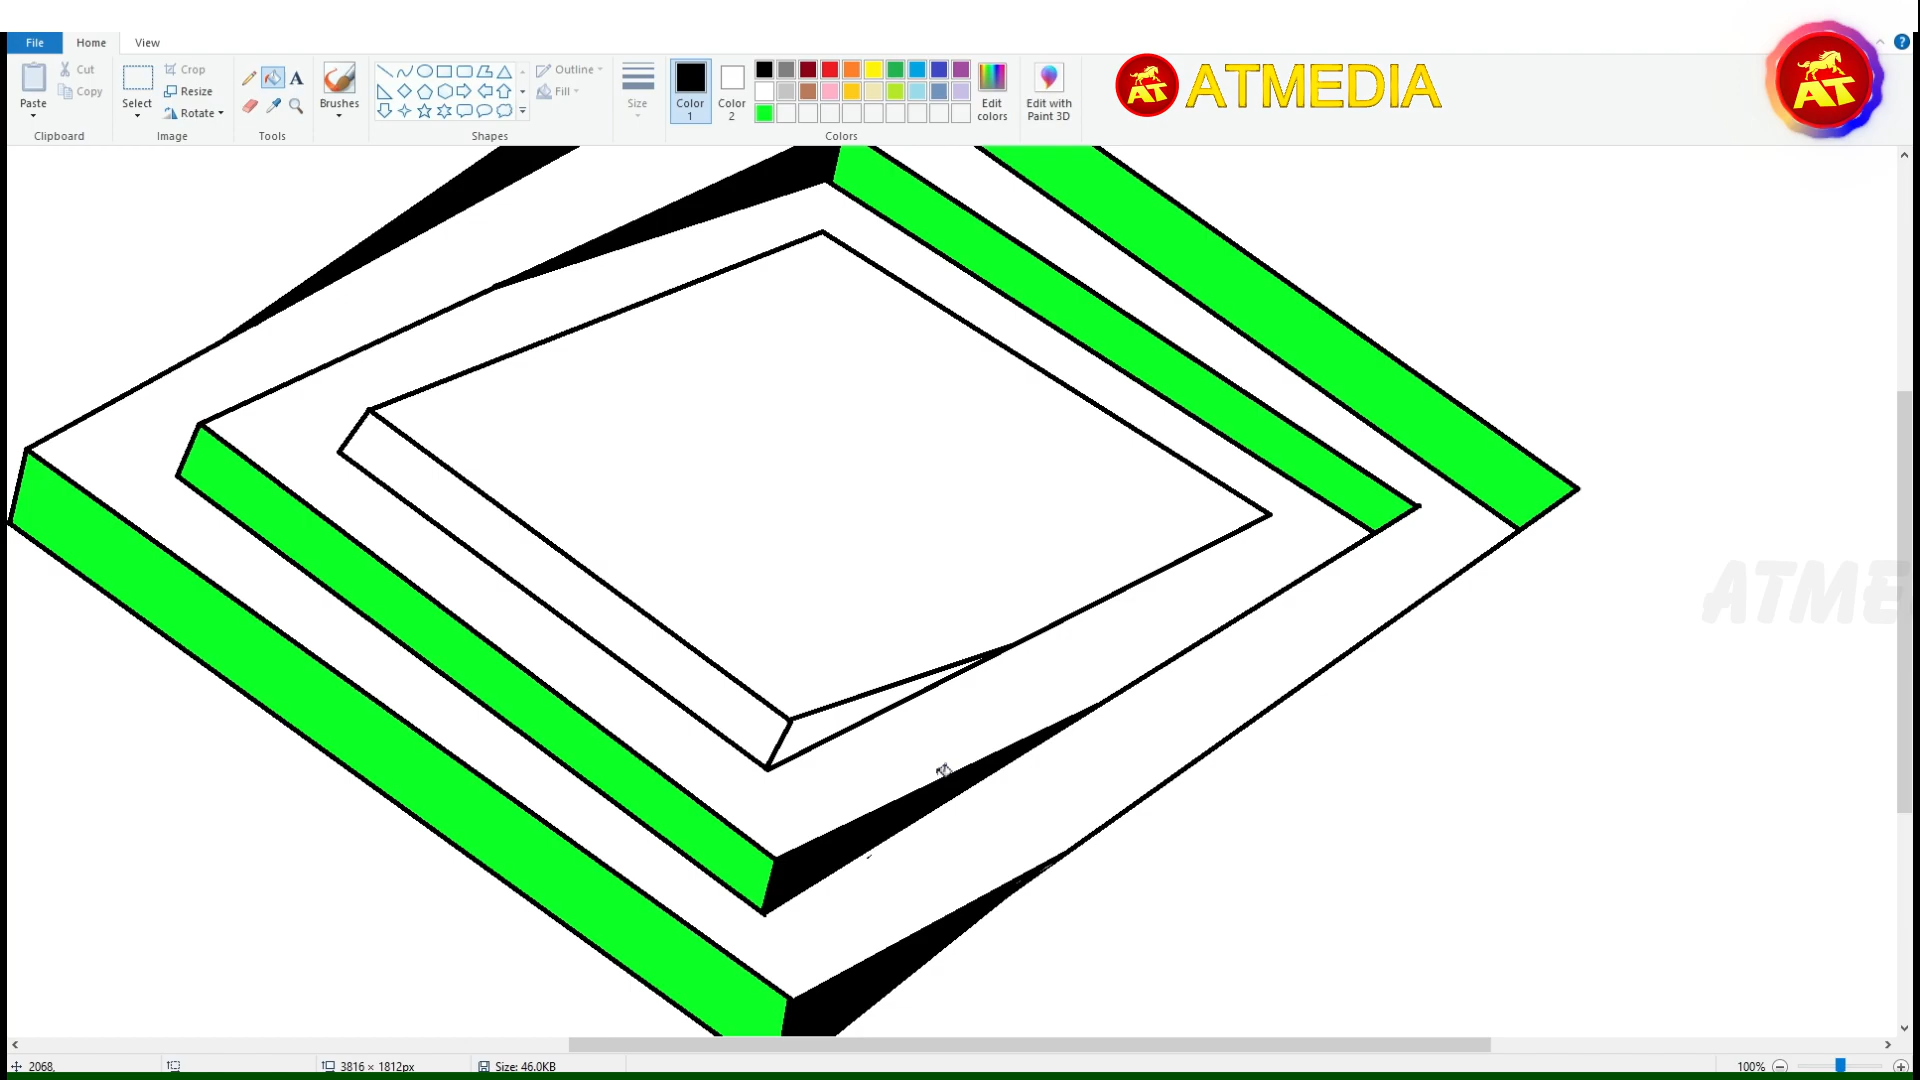 File Home View
Paste
Cut
Copy
Clipboard
Select
Crop
Resize
Rotate
Image
A
Tools
Brushes
Shapes
Outline
Fill
Size
Color 1
Color 2
Colors
Edit colors
Edit with Paint 3D
AT ATMEDIA
AT
?
ATME
2068,
3816 × 1812px
Size: 46.0KB
100%